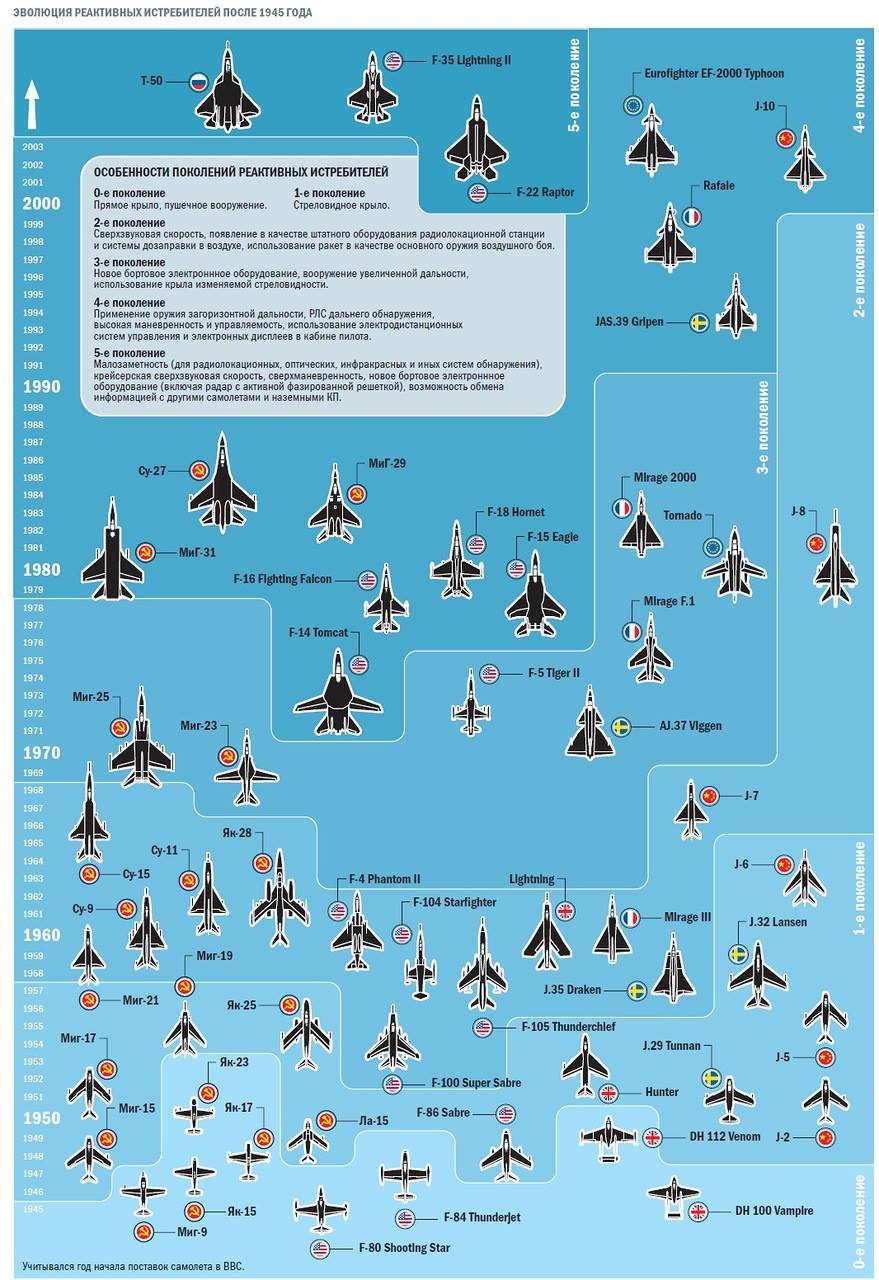 ЭВОЛЮЦИЯ РЕАКТИВНЫХ ИСТРЕБИТЕЛЕЙ ПОСЛЕ 1945 ГОДА
5-е поколение
4-е поколение
T-50
F-35 Lightning II
Eurofighter EF-2000 Typhoon
J-10
F-22 Raptor
Rafale
JAS.39 Gripen
2-е поколение
3-е поколение
2003
2002
2001
2000
1999
1998
1997
1996
1995
1994
1993
1992
1991
1990
1989
1988
1987
1986
1985
1984
1983
1982
1981
1980
1979
1978
1977
1976
1975
1974
1973
1972
1971
1970
1969
1968
1967
1966
1965
1964
1963
1962
1961
1960
1959
1958
1957
1956
1955
1954
1953
1952
1951
1950
1949
1948
1947
1946
1945
ОСОБЕННОСТИ ПОКОЛЕНИЙ РЕАКТИВНЫХ ИСТРЕБИТЕЛЕЙ
0-е поколение
Прямое крыло, пушечное вооружение.
1-е поколение
Стреловидное крыло.
2-е поколение
Сверхзвуковая скорость, появление в качестве штатного оборудования радиолокационной станции
и системы дозаправки в воздухе, использование ракет в качестве основного оружия воздушного боя.
3-е поколение
Новое бортовое электронное оборудование, вооружение увеличенной дальности,
использование крыла изменяемой стреловидности.
4-е поколение
Применение оружия загоризонтной дальности, РЛС дальнего обнаружения,
высокая маневренность и управляемость, использование электродистанционных
систем управления и электронных дисплеев в кабине пилота.
5-е поколение
Малозаметность (для радиолокационных, оптических, инфракрасных и иных систем обнаружения),
крейсерская сверхзвуковая скорость, сверхманевренность, новое бортовое электронное
оборудование (включая радар с активной фазированной решеткой), возможность обмена
информацией с другими самолетами и наземными КП.
Су-27
МиГ-29
МиГ-31
F-18 Hornet
F-15 Eagle
F-16 Fighting Falcon
F-14 Tomcat
Mirage 2000
Tornado
J-8
Mirage F.1
F-5 Tiger II
AJ.37 Viggen
Миг-25
Миг-23
J-7
Су-15
Су-11
Як-28
Су-9
F-4 Phantom II
F-104 Starfighter
Lightning
Mirage III
J-6
J.32 Lansen
1-е поколение
Миг-19
Миг-21
Як-25
J.35 Draken
F-105 Thunderchief
F-100 Super Sabre
J-5
Миг-17
Як-23
J.29 Tunnan
Hunter
Миг-15
Як-17
Ла-15
F-86 Sabre
DH 112 Venom
J-2
Як-15
Миг-9
F-84 Thunderjet
F-80 Shooting Star
DH 100 Vampire
0-е поколение
Учитывался год начала поставок самолета в ВВС.